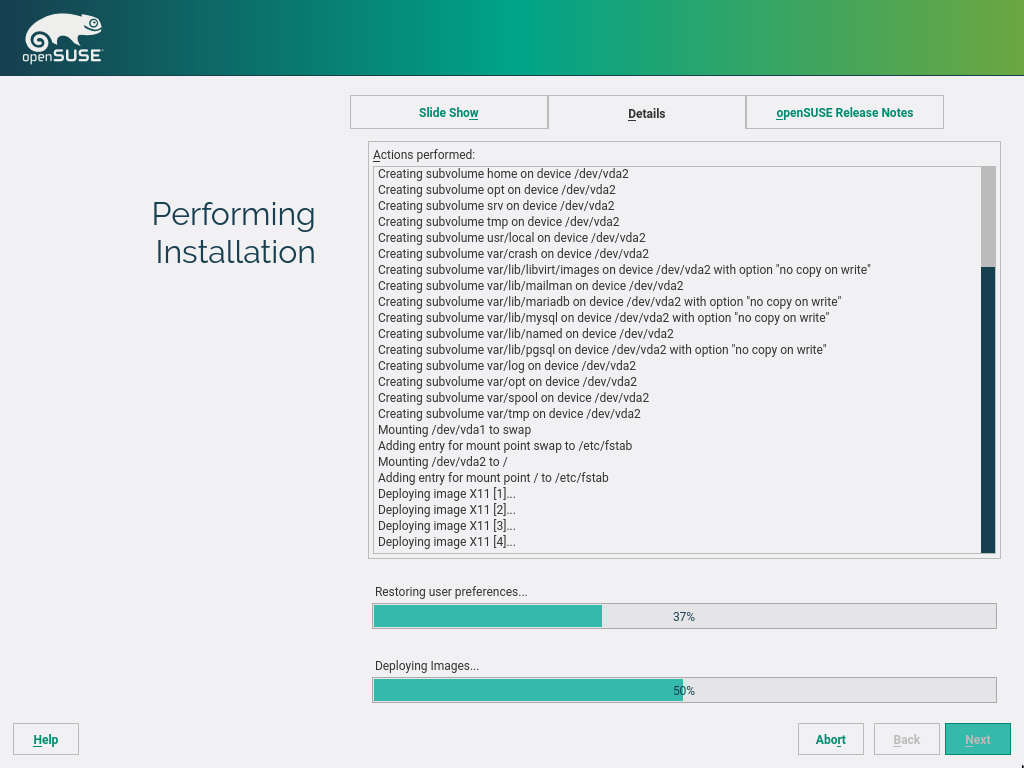 openSUSE
Slide Show
Details
openSUSE Release Notes
Performing
Installation
Actions performed:
Creating subvolume home on device /dev/vda2
Creating subvolume opt on device /dev/vda2
Creating subvolume srv on device /dev/vda2
Creating subvolume tmp on device /dev/vda2
Creating subvolume usr/local on device /dev/vda2
Creating subvolume var/crash on device /dev/vda2
Creating subvolume var/lib/libvirt/images on device /dev/vda2 with option "no copy on write"
Creating subvolume var/lib/mailman on device /dev/vda2
Creating subvolume var/lib/mariadb on device /dev/vda2 with option "no copy on write"
Creating subvolume var/lib/mysql on device /dev/vda2 with option "no copy on write"
Creating subvolume var/lib/named on device /dev/vda2
Creating subvolume var/lib/pgsql on device /dev/vda2 with option "no copy on write"
Creating subvolume var/log on device /dev/vda2
Creating subvolume var/opt on device /dev/vda2
Creating subvolume var/spool on device /dev/vda2
Creating subvolume var/tmp on device /dev/vda2
Mounting /dev/vda1 to swap
Adding entry for mount point swap to /etc/fstab
Mounting /dev/vda2 to /
Adding entry for mount point / to /etc/fstab
Deploying image X11 [1]...
Deploying image X11 [2]...
Deploying image X11 [3]...
Deploying image X11 [4]...
Restoring user preferences...
37%
Deploying Images...
50%
Help
Abort
Back
Next